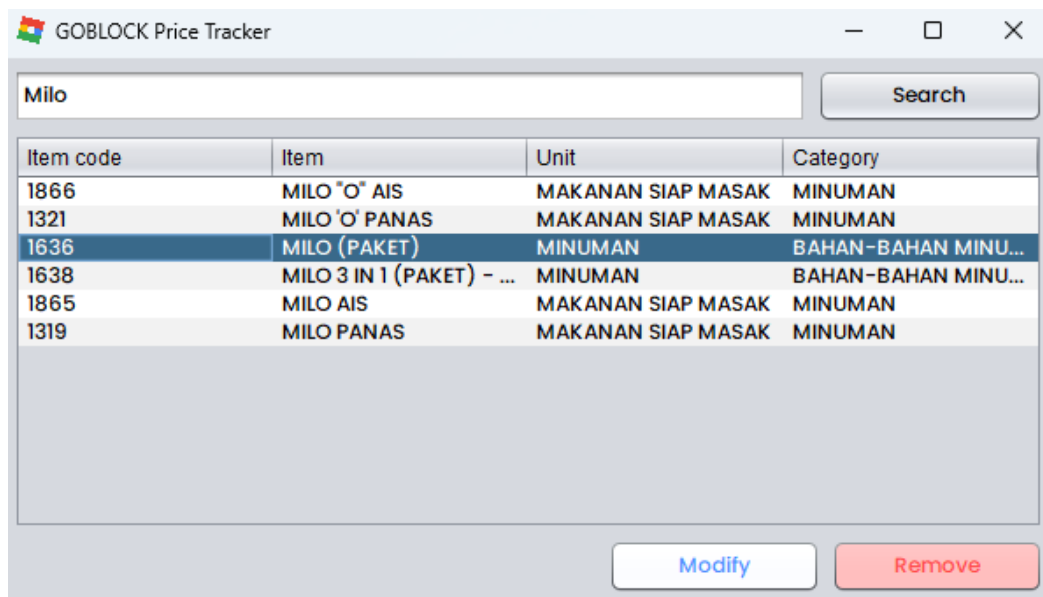 GOBLOCK Price Tracker
Milo Search
Item code Item Unit Category
1866 MILO "O" AIS MAKANAN SIAP MASAK MINUMAN
1321 MILO 'O' PANAS MAKANAN SIAP MASAK MINUMAN
1636 MILO (PAKET) MINUMAN BAHAN-BAHAN MINU...
1638 MILO 3 IN 1 (PAKET) - ... MINUMAN BAHAN-BAHAN MINU...
1865 MILO AIS MAKANAN SIAP MASAK MINUMAN
1319 MILO PANAS MAKANAN SIAP MASAK MINUMAN
Modify Remove